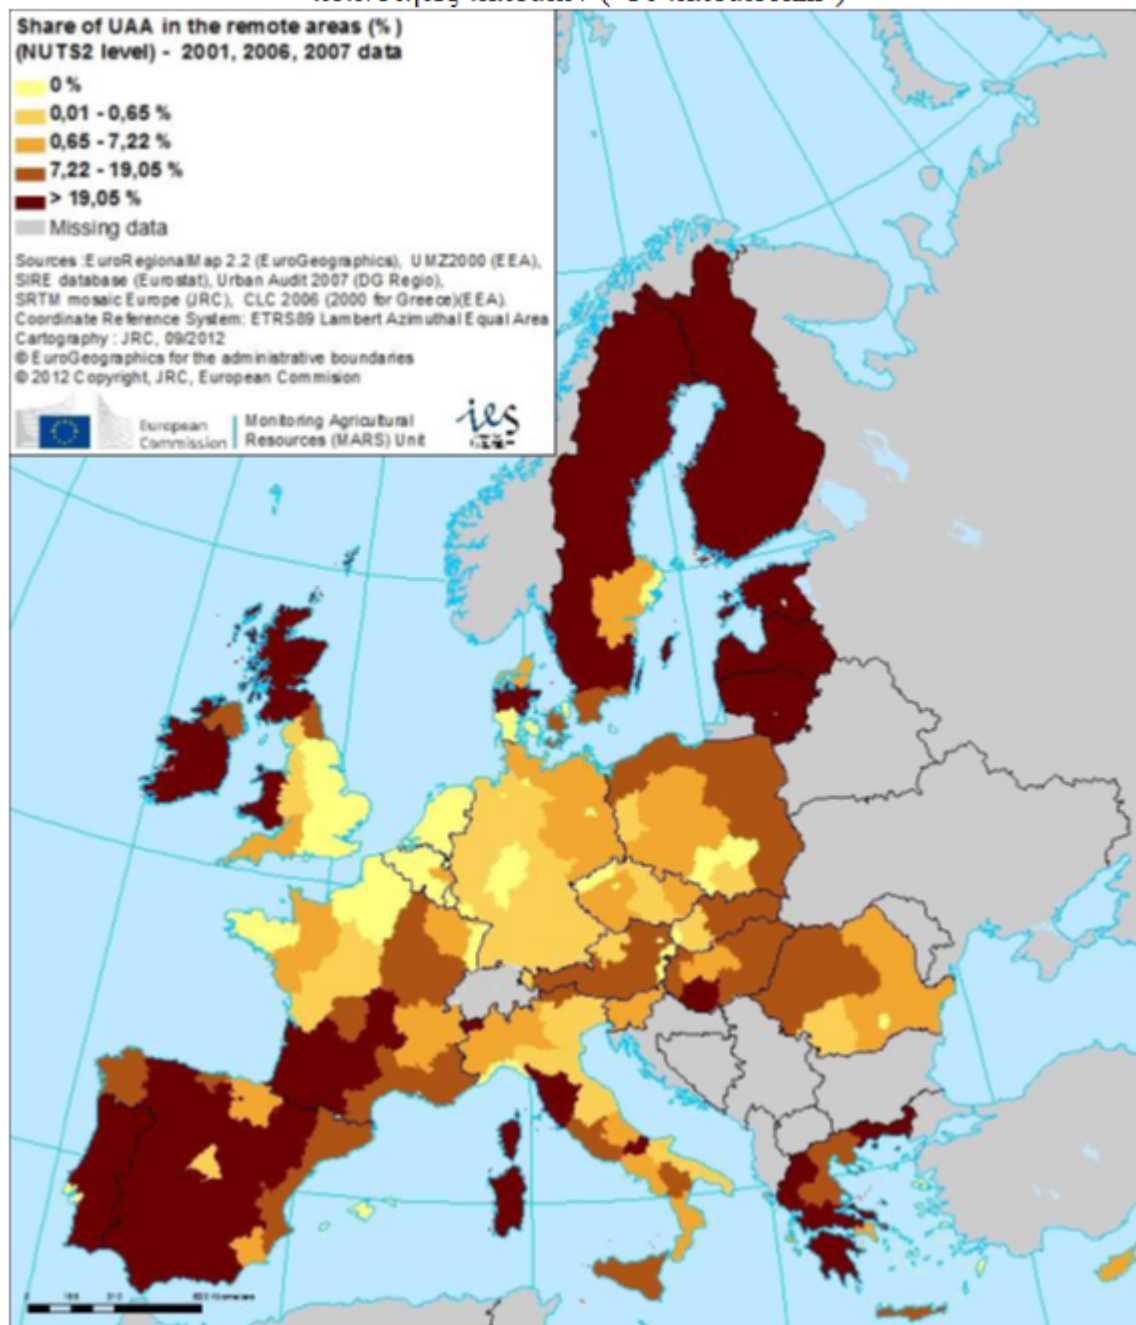 Share of UAA in the remote areas (%)
(NUTS2 level) - 2001, 2006, 2007 data
0 %
0,01 - 0,65 %
0,65 - 7,22 %
7,22 - 19,05 %
> 19,05 %
Missing data
Sources :EuroRegionalMap 2.2 (EuroGeographics), UMZ2000 (EEA),
SIRE database (Eurostat), Urban Audit 2007 (DG Regio),
SRTM mosaic Europe (JRC), CLC 2006 (2000 for Greece)(EEA).
Coordinate Reference System: ETRS89 Lambert Azimuthal Equal Area
Cartography : JRC, 09/2012
© EuroGeographics for the administrative boundaries
© 2012 Copyright, JRC, European Commision
European
Commission
Monitoring Agricultural
Resources (MARS) Unit
ies